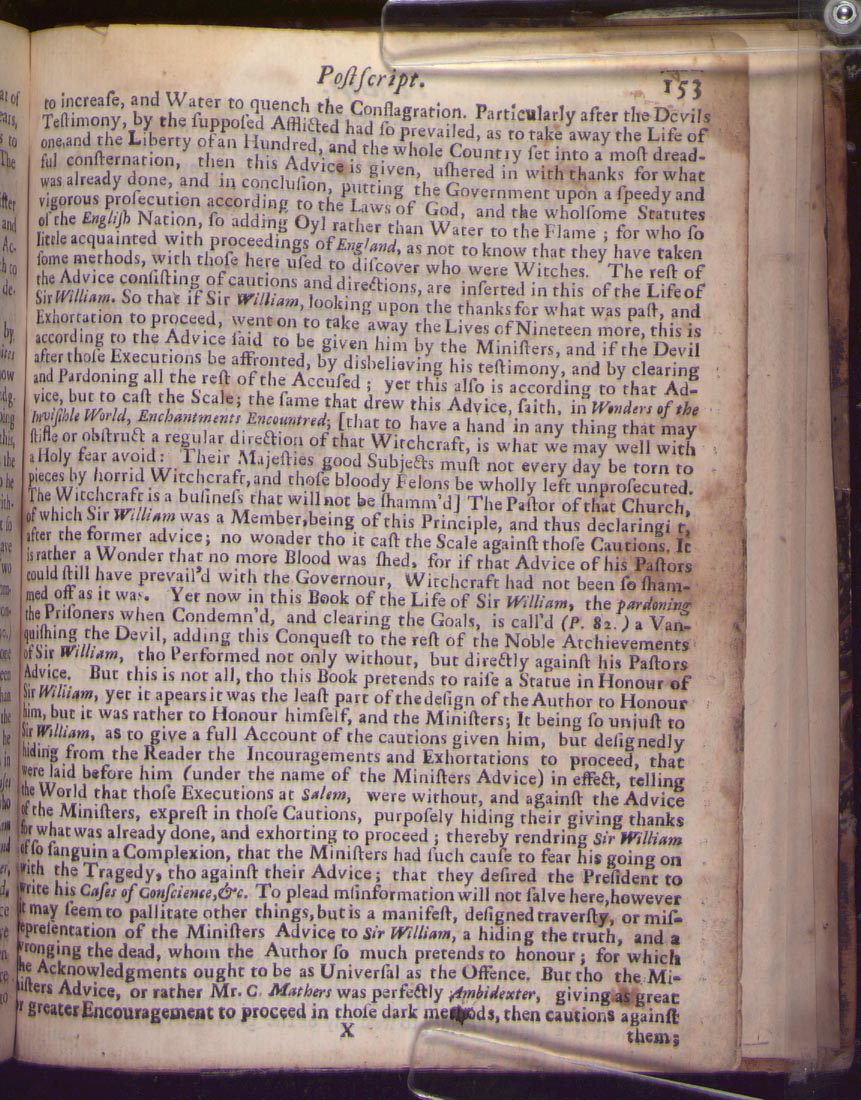 Poſtſcript. 153
to increaſe, and Water to quench the Conflagration. Particularly after the Devils
Teſtimony, by the ſuppoſed Afflicted had ſo prevailed, as to take away the Life of
one,and the Liberty of an Hundred, and the whole Country ſet into a moſt dread-
ful conſternation, then this Advice is given, uſhered in with thanks for what
was already done, and in concluſion, putting the Government upon a ſpeedy and
vigorous proſecution according to the Laws of God, and the wholſome Statutes
of the Engliſh Nation, ſo adding Oyl rather than Water to the Flame ; for who ſo
little acquainted with proceedings of England, as not to know that they have taken
ſome methods, with thoſe here uſed to diſcover who were Witches. The reſt of
the Advice conſiſting of cautions and directions, are inſerted in this of the Life of
Sir William. So that if Sir William, looking upon the thanks for what was paſt, and
Exhortation to proceed, went on to take away the Lives of Nineteen more, this is
according to the Advice ſaid to be given him by the Miniſters, and if the Devil
after thoſe Executions be affronted, by disbelieving his teſtimony, and by clearing
and Pardoning all the reſt of the Accuſed ; yet this alſo is according to that Ad-
vice, but to caſt the Scale; the ſame that drew this Advice, ſaith, in Wonders of the
Inviſible World, Enchantments Encountred; [that to have a hand in any thing that may
ſtifle or obſtruct a regular direction of that Witchcraft, is what we may well with
a Holy fear avoid: Their Majeſties good Subjects muſt not every day be torn to
pieces by horrid Witchcraft,and thoſe bloody Felons be wholly left unproſecuted.
The Witchcraft is a buſineſs that will not be ſhamm'd] The Paſtor of that Church,
of which Sir William was a Member,being of this Principle, and thus declaringi t,
after the former advice; no wonder tho it caſt the Scale againſt thoſe Cautions. It
is rather a Wonder that no more Blood was ſhed, for if that Advice of his Paſtors
could ſtill have prevail'd with the Governour, Witchcraft had not been ſo ſham-
med off as it was. Yet now in this Book of the Life of Sir William, the pardoning
the Priſoners when Condemn'd, and clearing the Goals, is call'd (P. 82.) a Van-
quiſhing the Devil, adding this Conqueſt to the reſt of the Noble Atchievements
of Sir William, tho Performed not only without, but directly againſt his Paſtors
Advice. But this is not all, tho this Book pretends to raiſe a Statue in Honour of
Sir William, yet it apears it was the leaſt part of the deſign of the Author to Honour
him, but it was rather to Honour himſelf, and the Miniſters; It being ſo unjuſt to
Sir William, as to give a full Account of the cautions given him, but deſignedly
hiding from the Reader the Incouragements and Exhortations to proceed, that
were laid before him (under the name of the Miniſters Advice) in effect, telling
the World that thoſe Executions at Salem, were without, and againſt the Advice
of the Miniſters, expreſt in thoſe Cautions, purpoſely hiding their giving thanks
for what was already done, and exhorting to proceed ; thereby rendring Sir William
of ſo ſanguin a Complexion, that the Miniſters had ſuch cauſe to fear his going on
with the Tragedy, tho againſt their Advice; that they deſired the Preſident to
write his Caſes of Conſcience,&c. To plead miſinformation will not ſalve here,however
it may ſeem to pallitate other things,but is a manifeſt, deſigned traverſty, or miſ-
repreſentation of the Miniſters Advice to Sir William, a hiding the truth, and a
wronging the dead, whom the Author ſo much pretends to honour ; for which
the Acknowledgments ought to be as Univerſal as the Offence. But tho the Mi-
niſters Advice, or rather Mr. C. Mathers was perfectly Ambidexter, giving as great
or greater Encouragement to proceed in thoſe dark methods, then cautions againſt
X them;